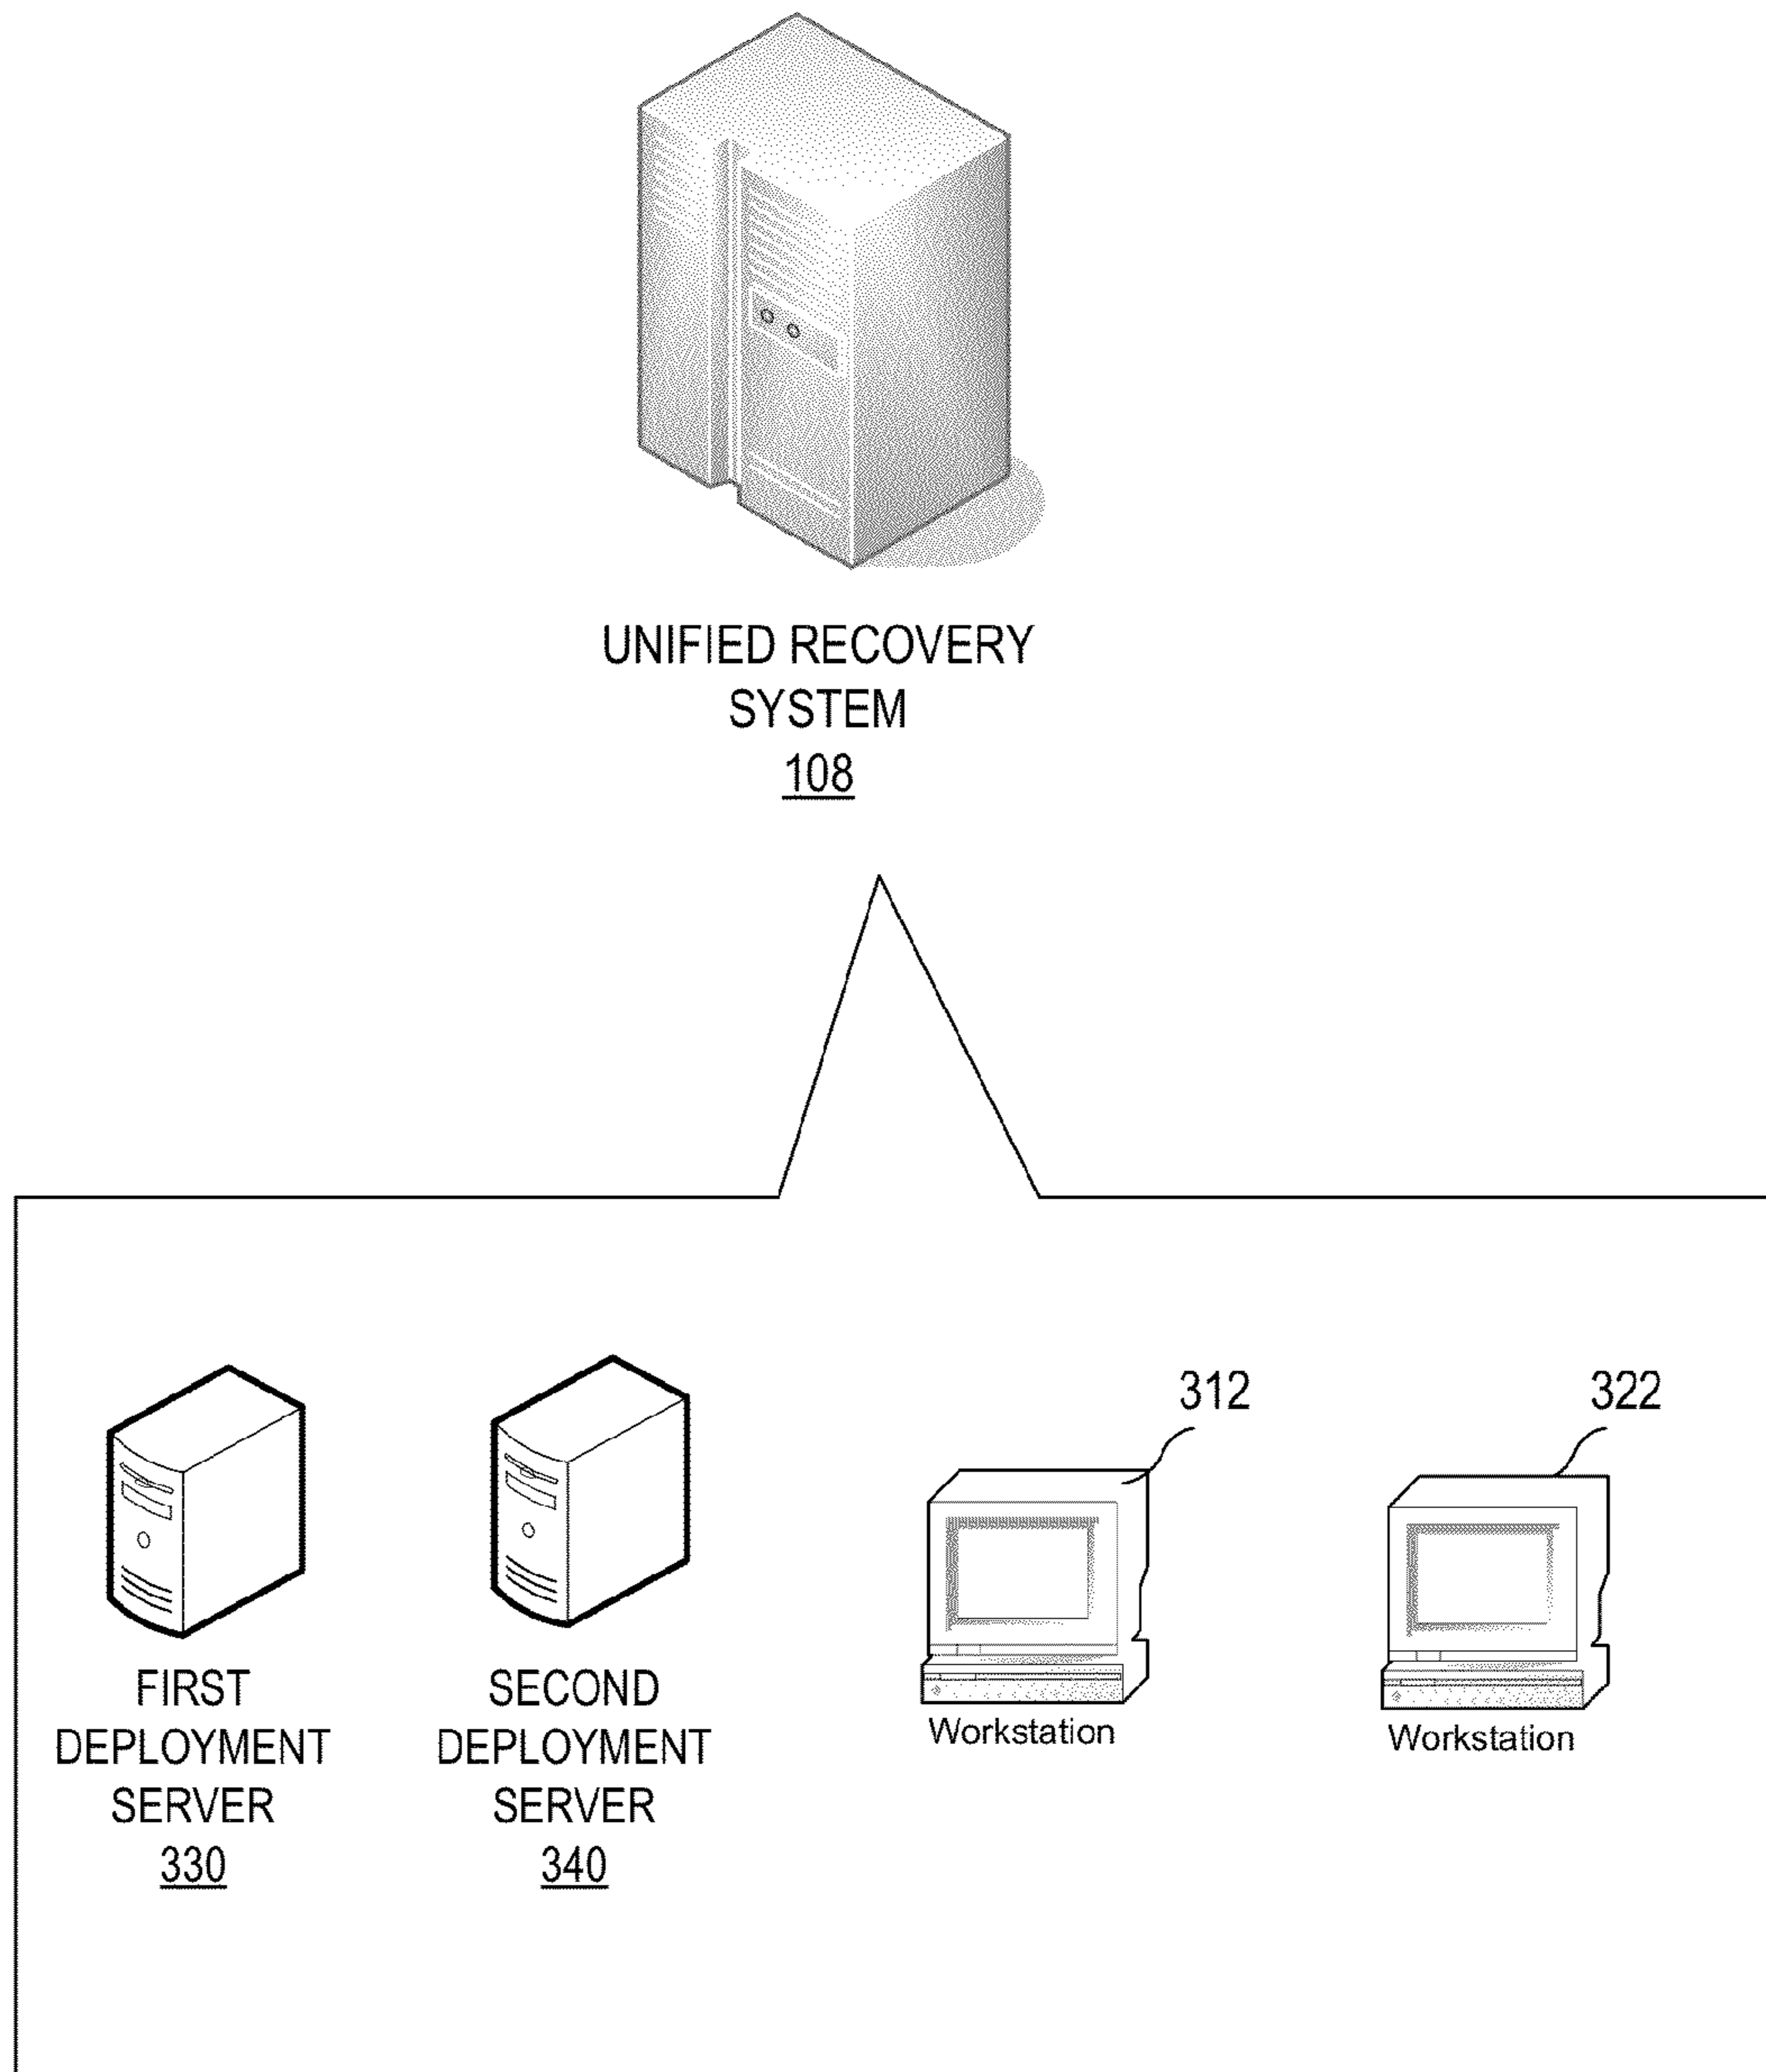 UNIFIED RECOVERY
SYSTEM
108
312
322
FIRST
DEPLOYMENT
SERVER
330
SECOND
DEPLOYMENT
SERVER
340
Workstation
Workstation